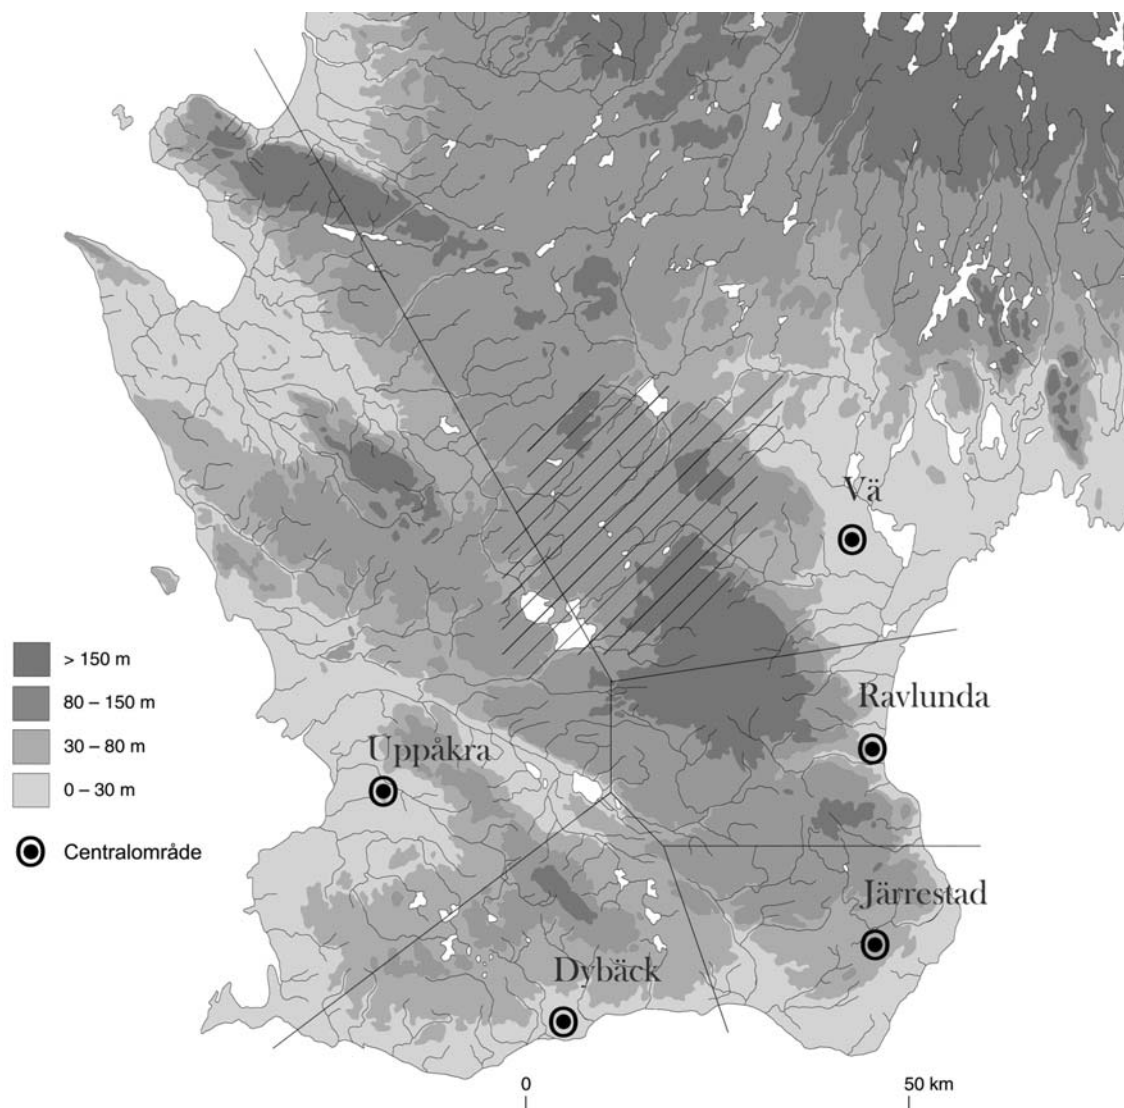 Vä
Ravlunda
Uppåkra
Järrestad
Dybäck
> 150 m
80 – 150 m
30 – 80 m
0 – 30 m
Centralområde
0
50 km